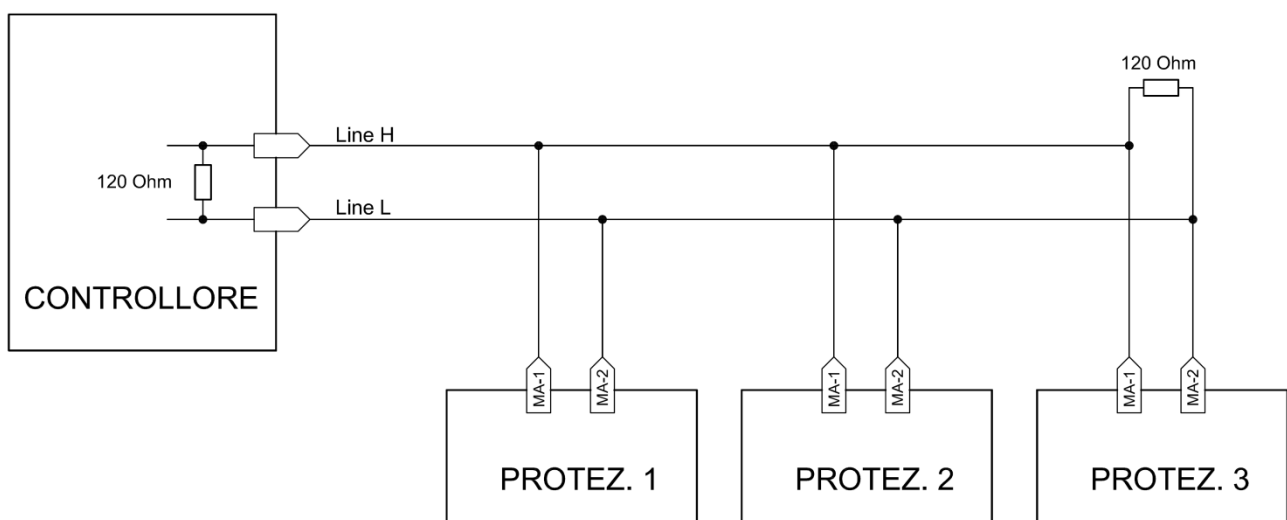 120 Ohm
Line H
120 Ohm
Line L
CONTROLLORE
MA-1
MA-2
MA-1
MA-2
MA-1
MA-2
PROTEZ. 1
PROTEZ. 2
PROTEZ. 3